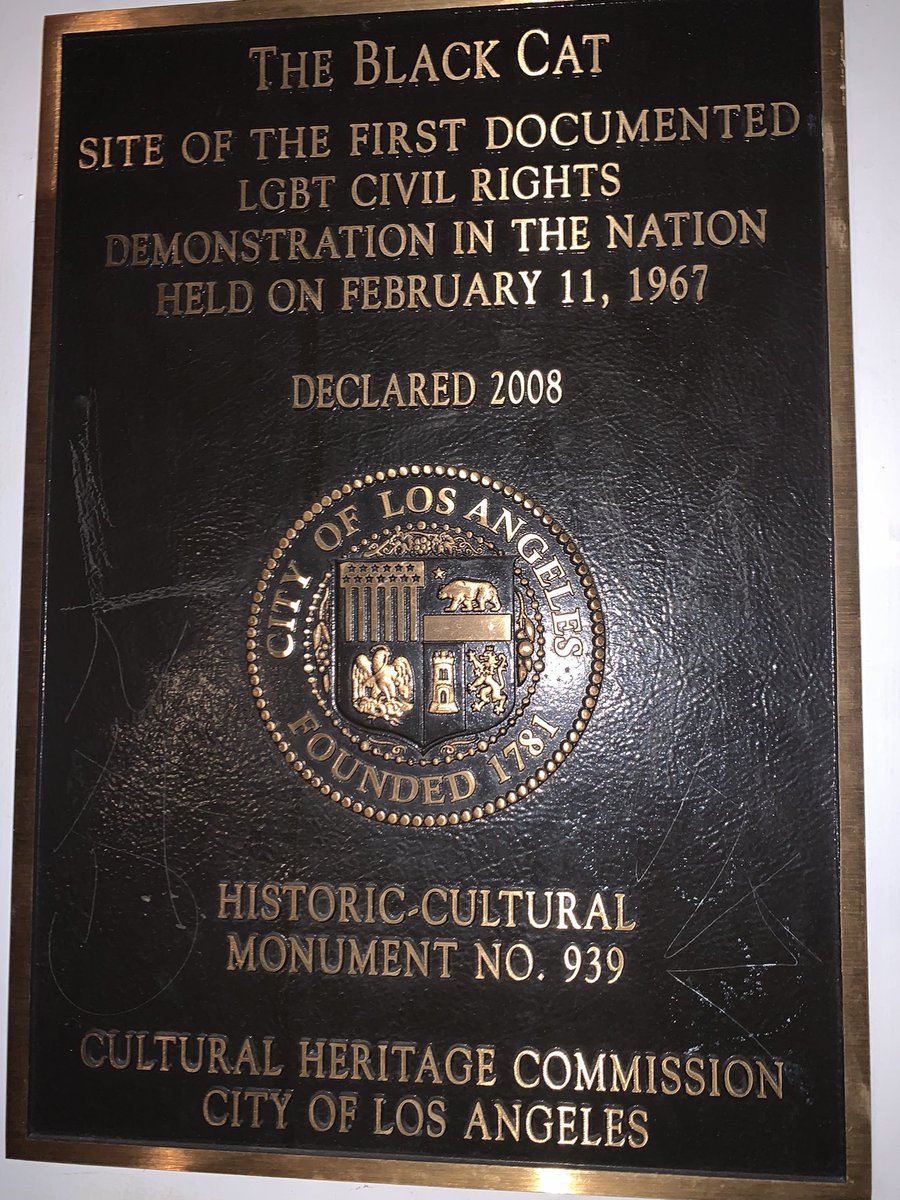 THE BLACK CAT
SITE OF THE FIRST DOCUMENTED
LGBT CIVIL RIGHTS
DEMONSTRATION IN THE NATION
HELD ON FEBRUARY 11, 1967
DECLARED 2008
CITY OF LOS ANGELES
FOUNDED 1781
HISTORIC-CULTURAL
MONUMENT NO. 939
CULTURAL HERITAGE COMMISSION
CITY OF LOS ANGELES